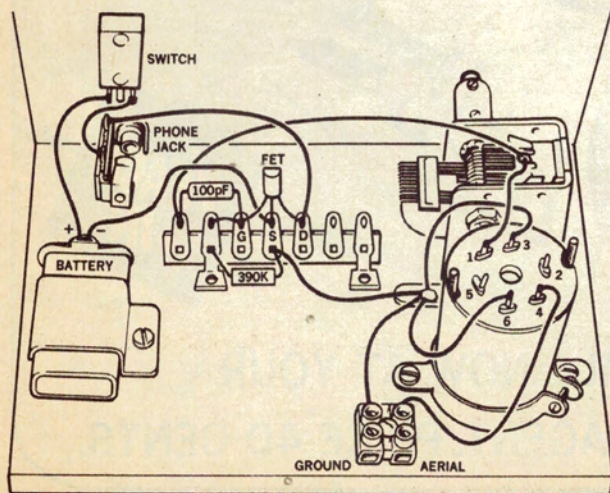 SWITCH
PHONE
JACK
FET
100pF
G
S
390K
+ -
BATTERY
1
3
2
5
4
6
GROUND
AERIAL